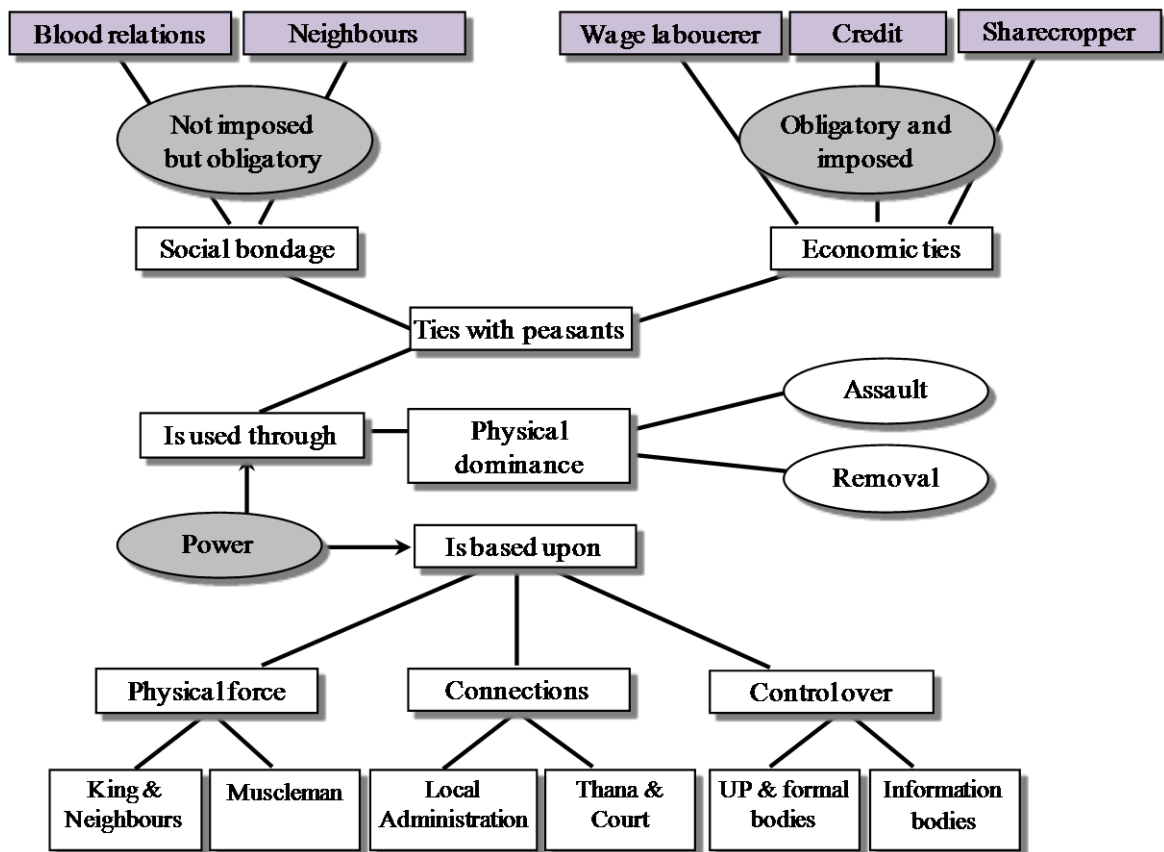 Blood relations
Neighbours
Wage labouerer
Credit
Sharecropper
Not imposed
but obligatory
Obligatory and
imposed
Social bondage
Economic ties
Ties with peasants
Is used through
Physical
dominance
Assault
Removal
Power
Is based upon
Physical force
Connections
Control over
King &
Neighbours
Muscleman
Local
Administration
Thana &
Court
UP & formal
bodies
Information
bodies